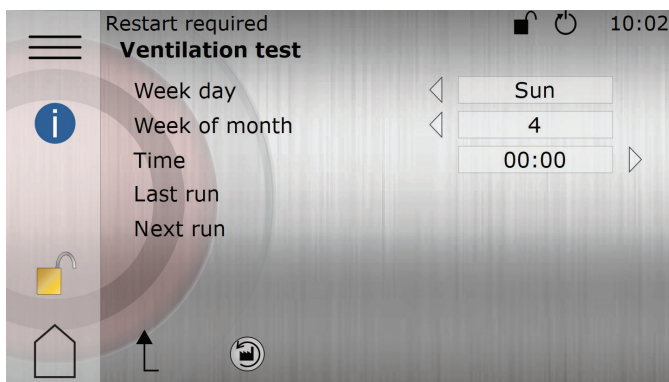 Restart required
10:02
Ventilation test
Week day Sun
Week of month 4
Time 00:00
Last run
Next run